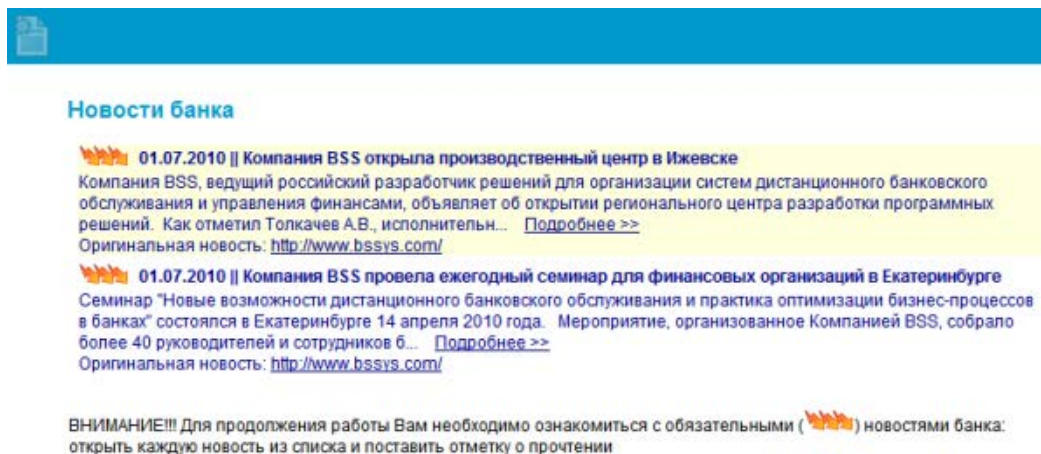 Новости банка
01.07.2010 || Компания BSS открыла производственный центр в Ижевске
Компания BSS, ведущий российский разработчик решений для организации систем дистанционного банковского
обслуживания и управления финансами, объявляет об открытии регионального центра разработки программных
решений. Как отметил Толкачев А.В., исполнительн... Подробнее >>
Оригинальная новость: http://www.bssys.com/
01.07.2010 || Компания BSS провела ежегодный семинар для финансовых организаций в Екатеринбурге
Семинар "Новые возможности дистанционного банковского обслуживания и практика оптимизации бизнес-процессов
в банках" состоялся в Екатеринбурге 14 апреля 2010 года. Мероприятие, организованное Компанией BSS, собрало
более 40 руководителей и сотрудников б... Подробнее >>
Оригинальная новость: http://www.bssys.com/
ВНИМАНИЕ!!! Для продолжения работы Вам необходимо ознакомиться с обязательными ( ) новостями банка:
открыть каждую новость из списка и поставить отметку о прочтении